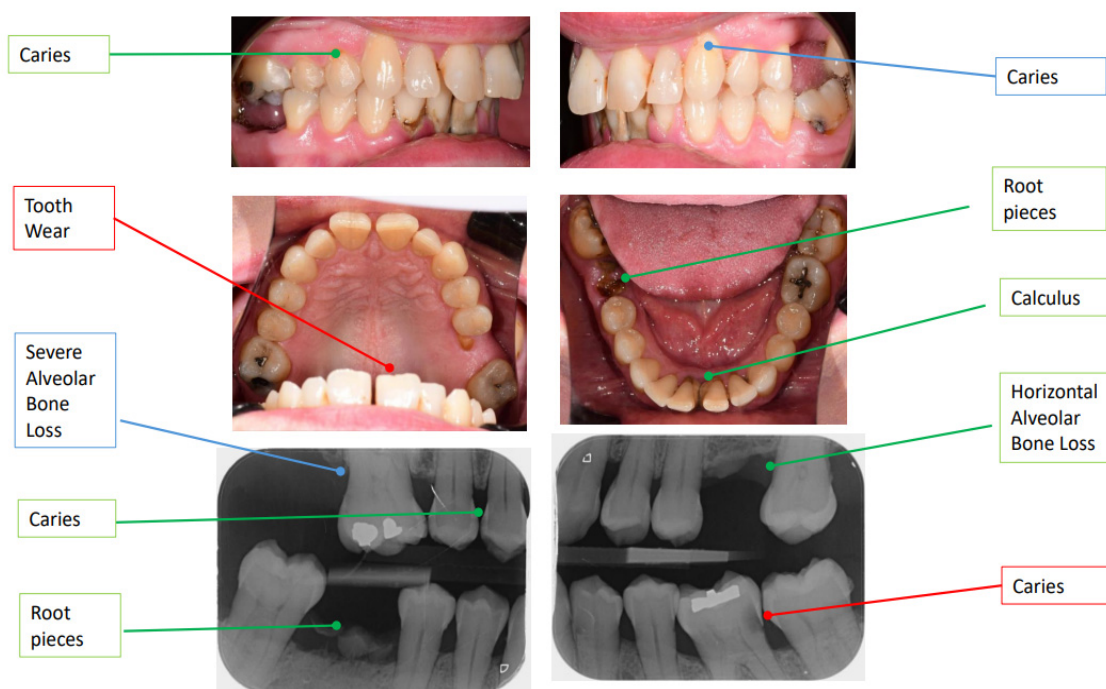 Caries
Caries
Tooth
Wear
Root
pieces
Calculus
Severe
Alveolar
Bone
Loss
Horizontal
Alveolar
Bone Loss
Caries
Caries
Root
pieces